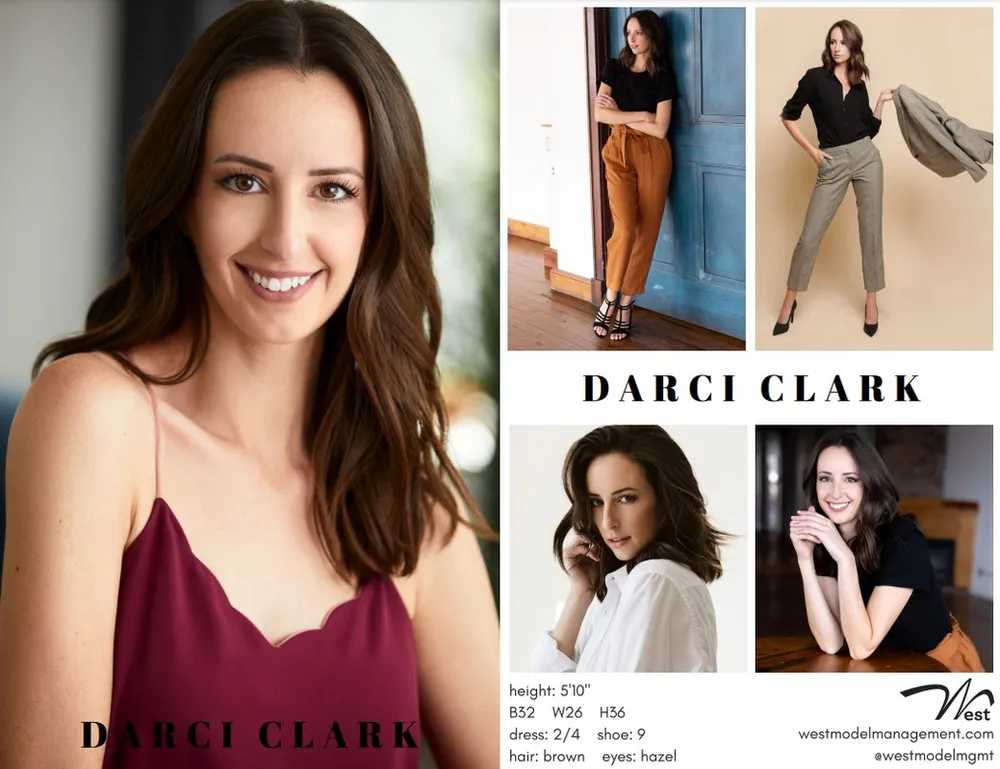 DARCI CLARK
DARCI CLARK
height: 5'10"
B32 W26 H36
dress: 2/4 shoe: 9
hair: brown eyes: hazel
West
westmodelmanagement.com
@westmodelmgmt